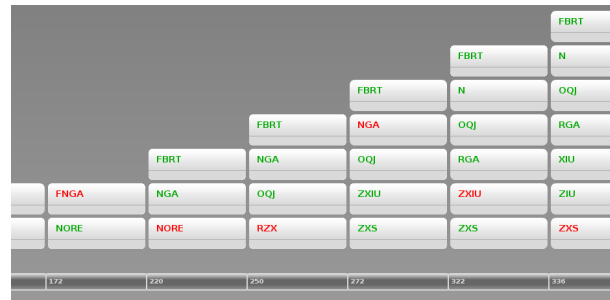 FBRT
FBRT N
FBRT N OQJ
FBRT NGA OQJ RGA
FBRT NGA OQJ RGA XIU
FNGA NGA OQJ ZXIU ZXIU ZIU
NORE NORE RZX ZXS ZXS ZXS
172 220 250 272 322 336